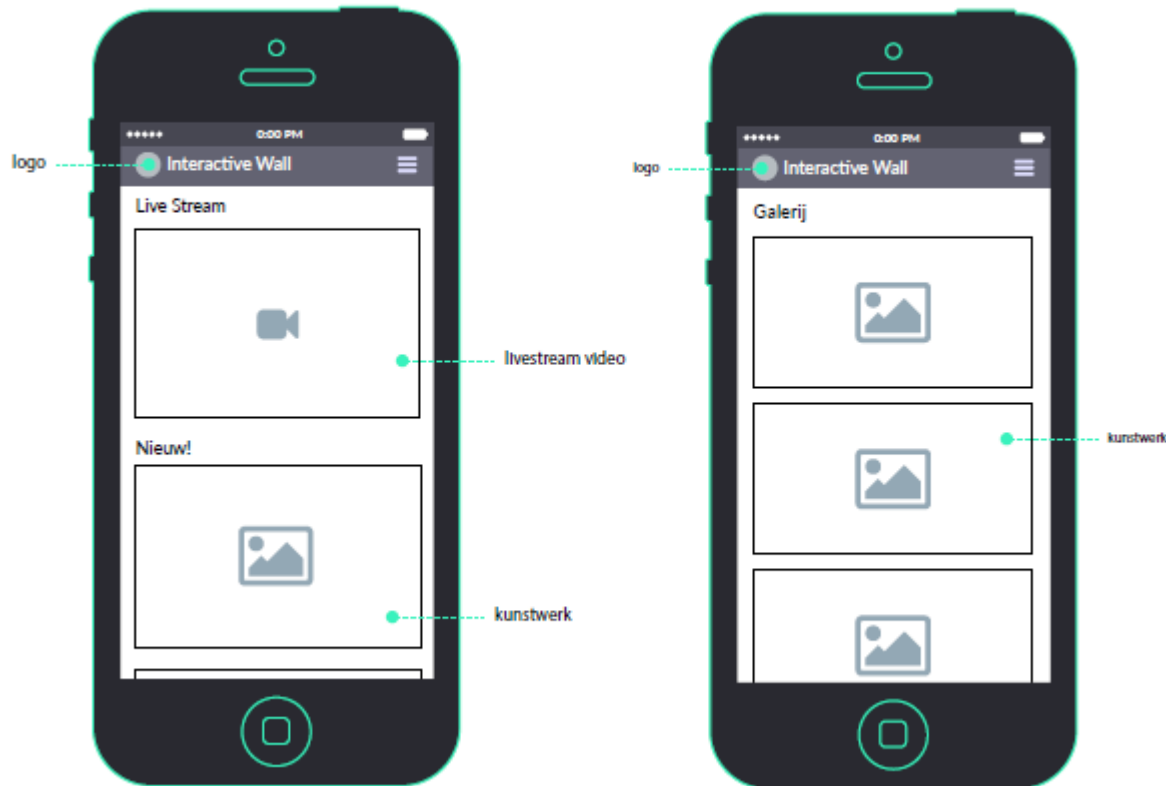 0:00 PM
logo
Interactive Wall
Live Stream
livestream video
Nieuw!
kunstwerk
0:00 PM
logo
Interactive Wall
Galerij
kunstwerk